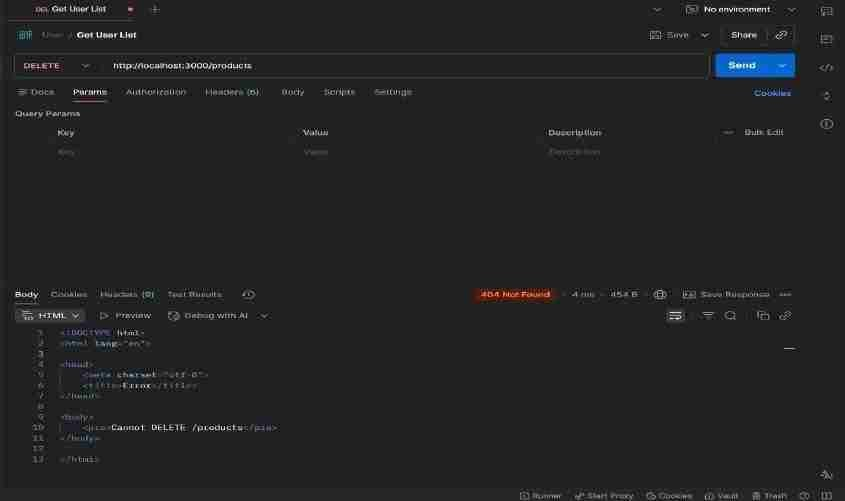 DEL Get User List
No environment
HTTP User / Get User List
Save
Share
DELETE http://localhost:3000/products
Send
Docs Params Authorization Headers (6) Body Scripts Settings
Cookies
Query Params
Key Value Description Bulk Edit
Key Value Description
Body Cookies Headers (9) Test Results
404 Not Found • 4 ms • 454 B
Save Response
HTML Preview Debug with AI
1 <!DOCTYPE html>
2 <html lang="en">
3
4 <head>
5 <meta charset="utf-8">
6 <title>Error</title>
7 </head>
8
9 <body>
10 <pre>Cannot DELETE /products</pre>
11 </body>
12
13 </html>
Runner Start Proxy Cookies Vault Trash